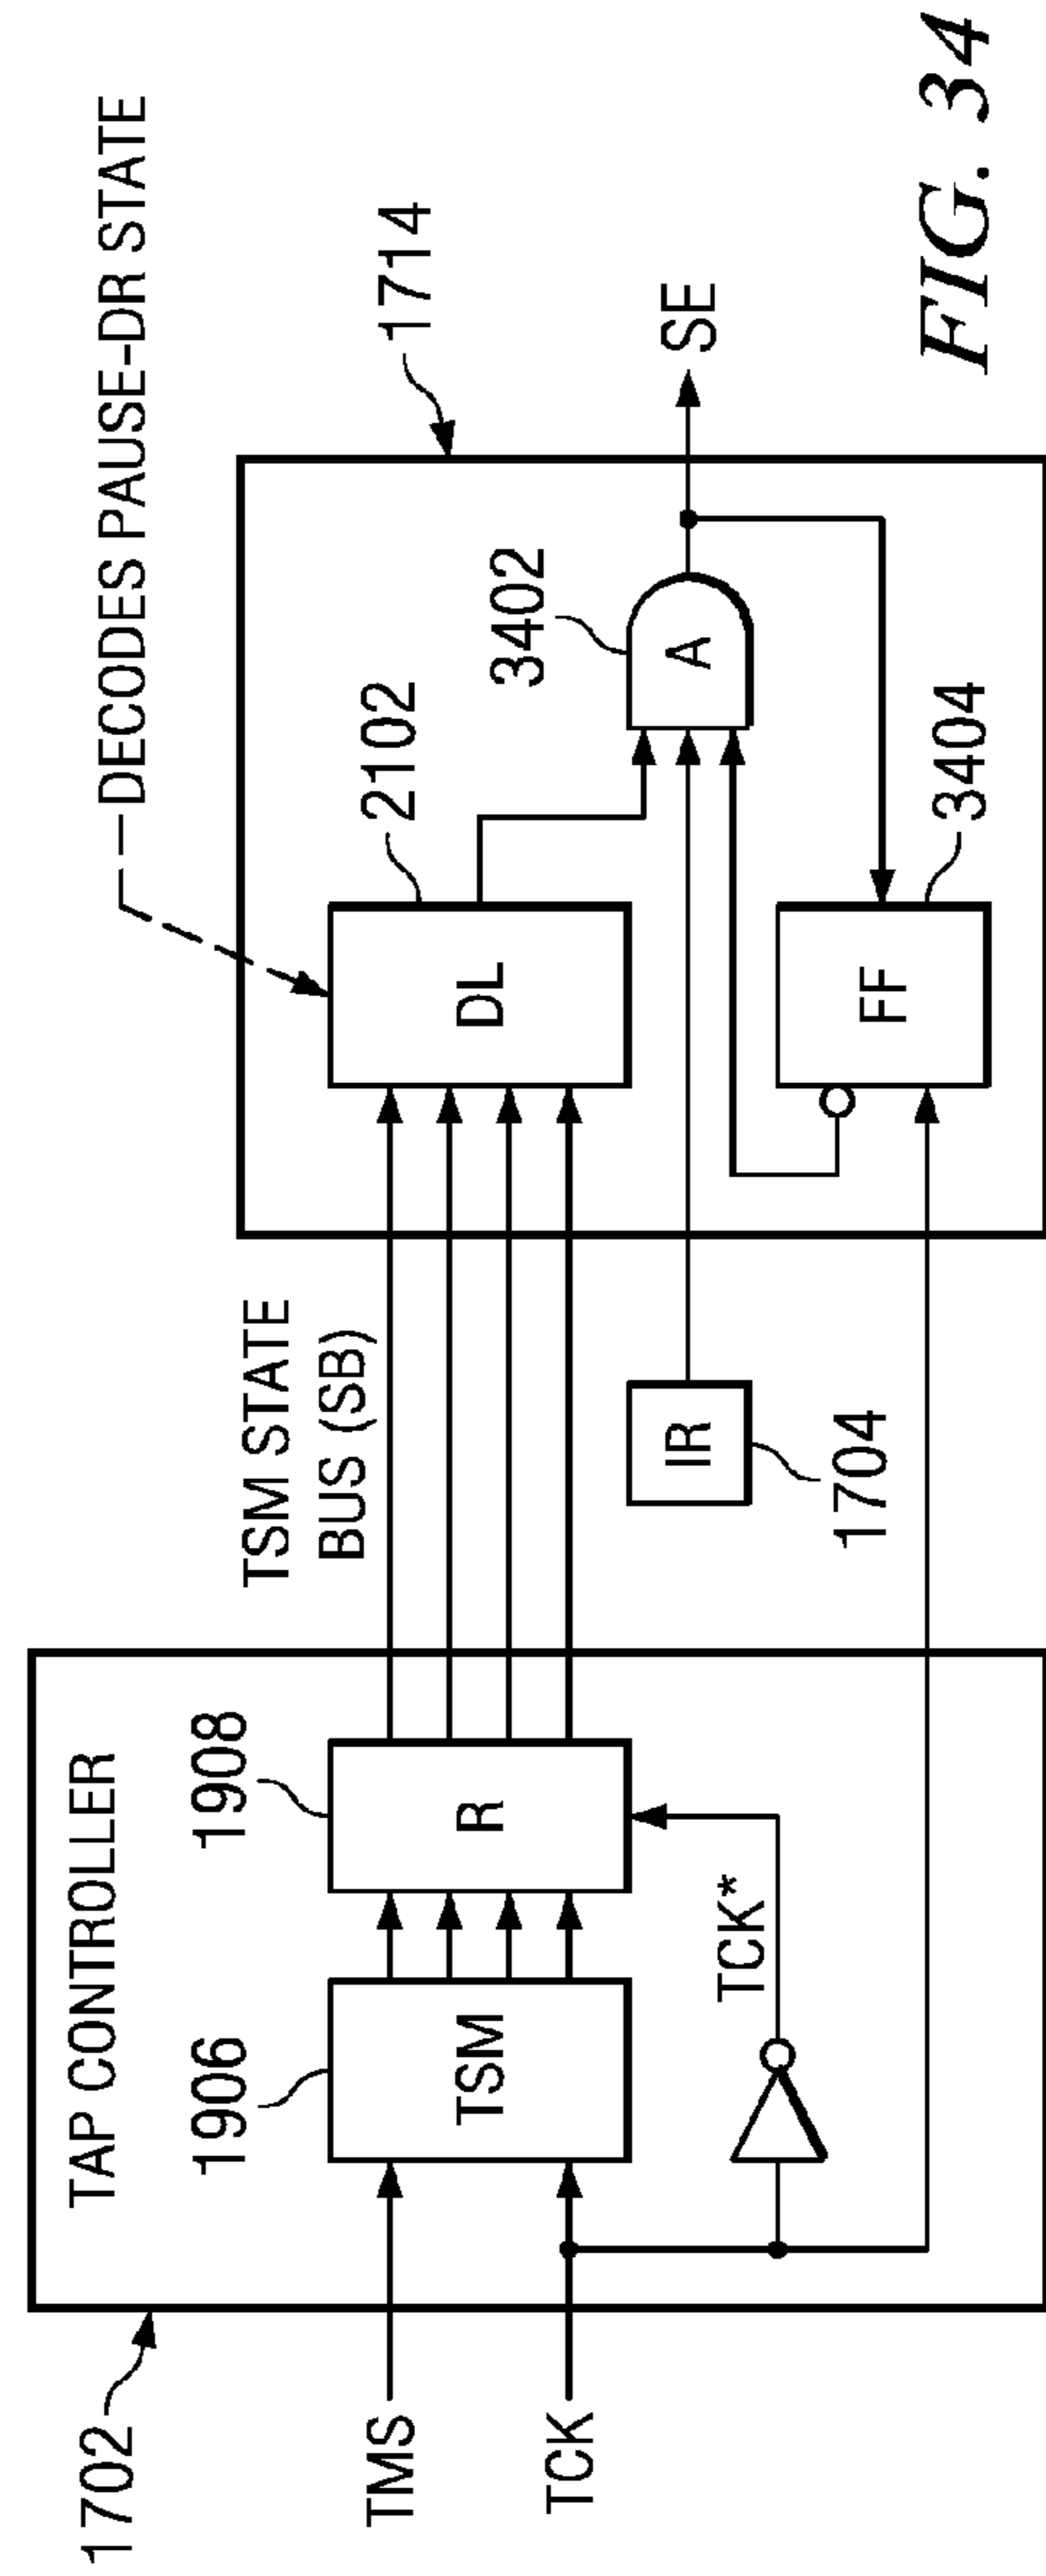 DECODES PAUSE-DR STATE
1702
TAP CONTROLLER
TSM STATE
BUS (SB)
1714
1906
1908
2102
3402
TMS
TSM
R
DL
TCK
TCK*
IR
A
SE
1704
FF
3404
FIG. 34